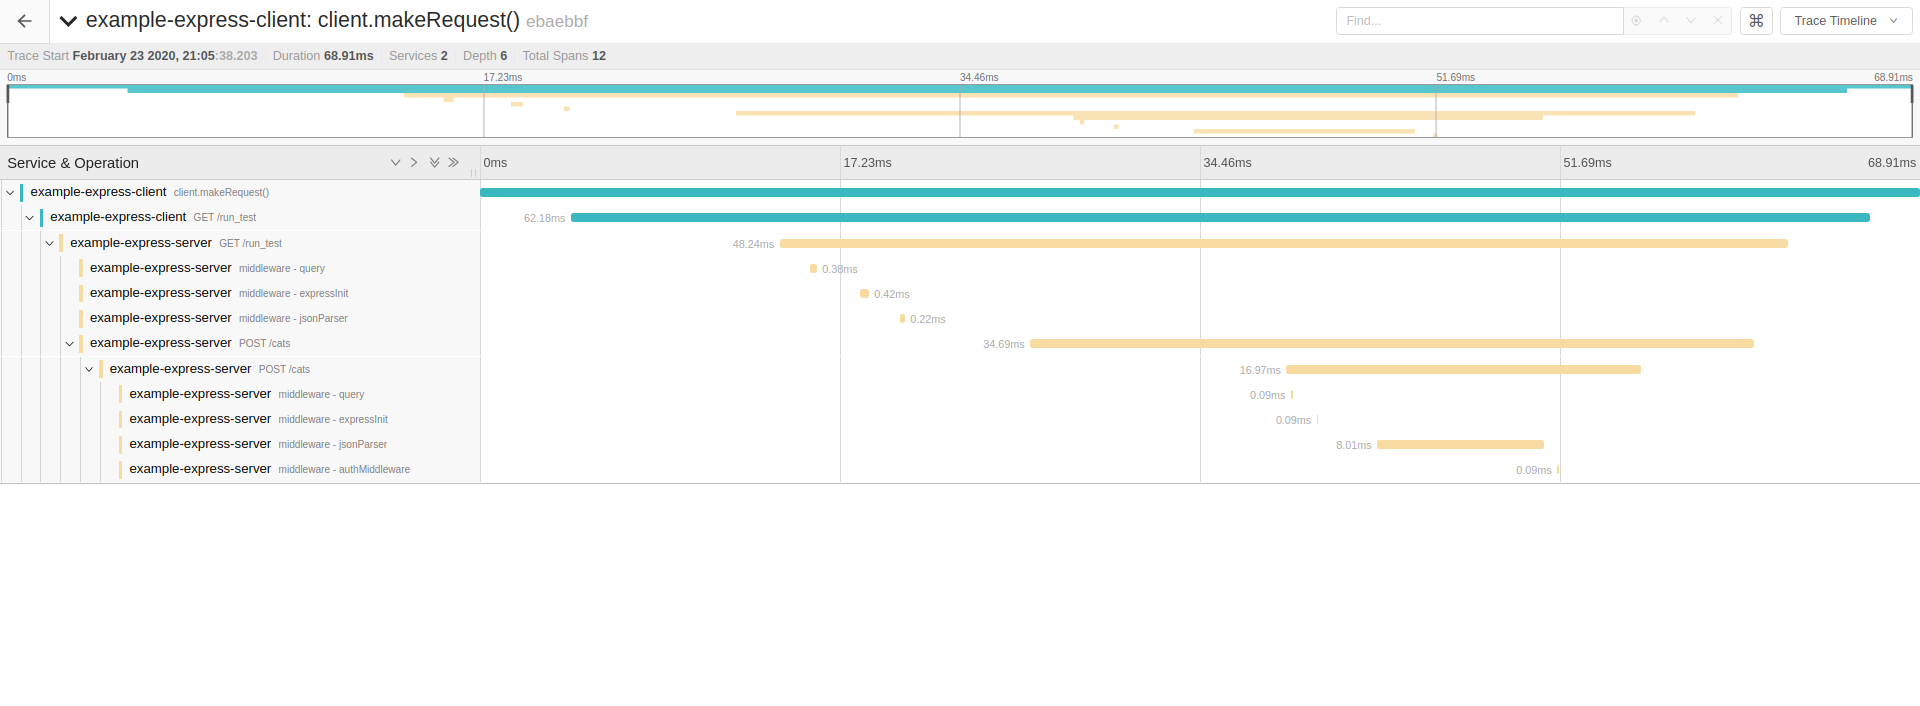 example-express-client: client.makeRequest() ebaebbf Find... ⌘ Trace Timeline
Trace Start February 23 2020, 21:05:38.203 Duration 68.91ms Services 2 Depth 6 Total Spans 12
0ms 17.23ms 34.46ms 51.69ms 68.91ms
Service & Operation 0ms 17.23ms 34.46ms 51.69ms 68.91ms
example-express-client client.makeRequest()
example-express-client GET /run_test 62.18ms
example-express-server GET /run_test 48.24ms
example-express-server middleware - query 0.38ms
example-express-server middleware - expressInit 0.42ms
example-express-server middleware - jsonParser 0.22ms
example-express-server POST /cats 34.69ms
example-express-server POST /cats 16.97ms
example-express-server middleware - query 0.09ms
example-express-server middleware - expressInit 0.09ms
example-express-server middleware - jsonParser 8.01ms
example-express-server middleware - authMiddleware 0.09ms